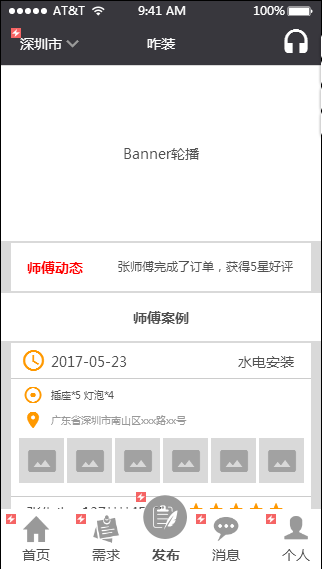 AT&T 9:41 AM 100%
深圳市 咋装
Banner轮播
师傅动态 张师傅完成了订单，获得5星好评
师傅案例
2017-05-23 水电安装
插座*5 灯泡*4
广东省深圳市南山区xxx路xx号
首页 需求 发布 消息 个人